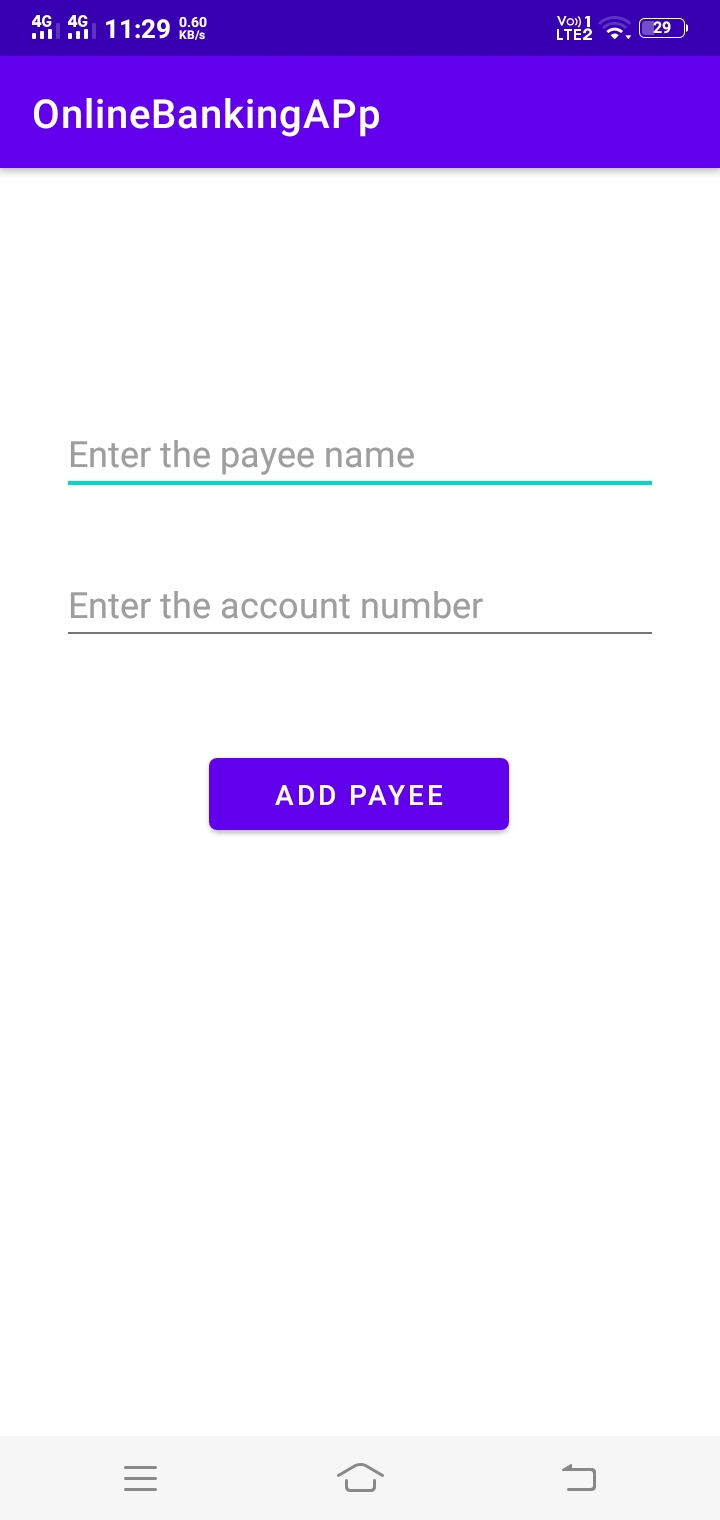 4G 4G 11:29 0.60 KB/s Vo)) 1 LTE2 29
OnlineBankingAPp
Enter the payee name
Enter the account number
ADD PAYEE